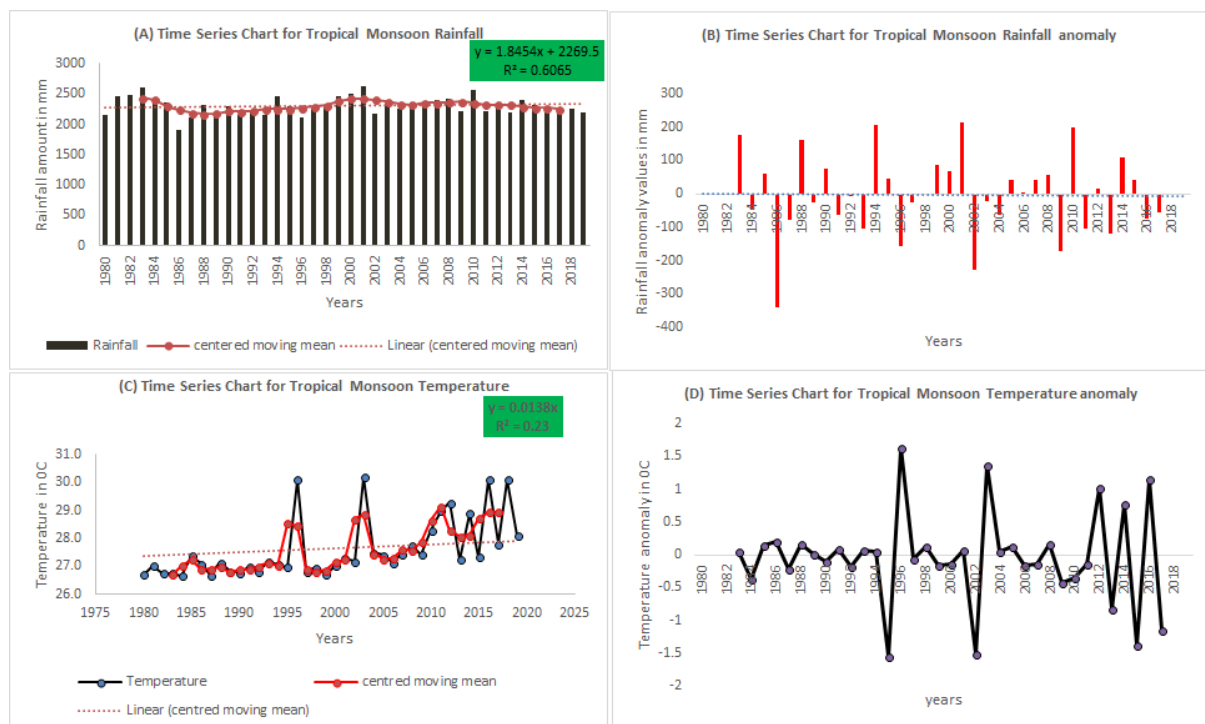 (A) Time Series Chart for Tropical Monsoon Rainfall
y = 1.8454x + 2269.5
R² = 0.6065
Rainfall amount in mm
3000
2500
2000
1500
1000
500
0
1980 1982 1984 1986 1988 1990 1992 1994 1996 1998 2000 2002 2004 2006 2008 2010 2012 2014 2016 2018
Years
Rainfall centered moving mean Linear (centered moving mean)
(B) Time Series Chart for Tropical Monsoon Rainfall anomaly
Rainfall anomaly values in mm
300
200
100
0
-100
-200
-300
-400
1980 1982 1984 1986 1988 1990 1992 1994 1996 1998 2000 2002 2004 2006 2008 2010 2012 2014 2016 2018
Years
(C) Time Series Chart for Tropical Monsoon Temperature
y = 0.0138x
R² = 0.23
Temperature in 0C
31.0
30.0
29.0
28.0
27.0
26.0
1975 1980 1985 1990 1995 2000 2005 2010 2015 2020 2025
Years
Temperature centred moving mean
Linear (centred moving mean)
(D) Time Series Chart for Tropical Monsoon Temperature anomaly
Temperature anomaly in 0C
2
1.5
1
0.5
0
-0.5
-1
-1.5
-2
1980 1982 1984 1986 1988 1990 1992 1994 1996 1998 2000 2002 2004 2006 2008 2010 2012 2014 2016 2018
years